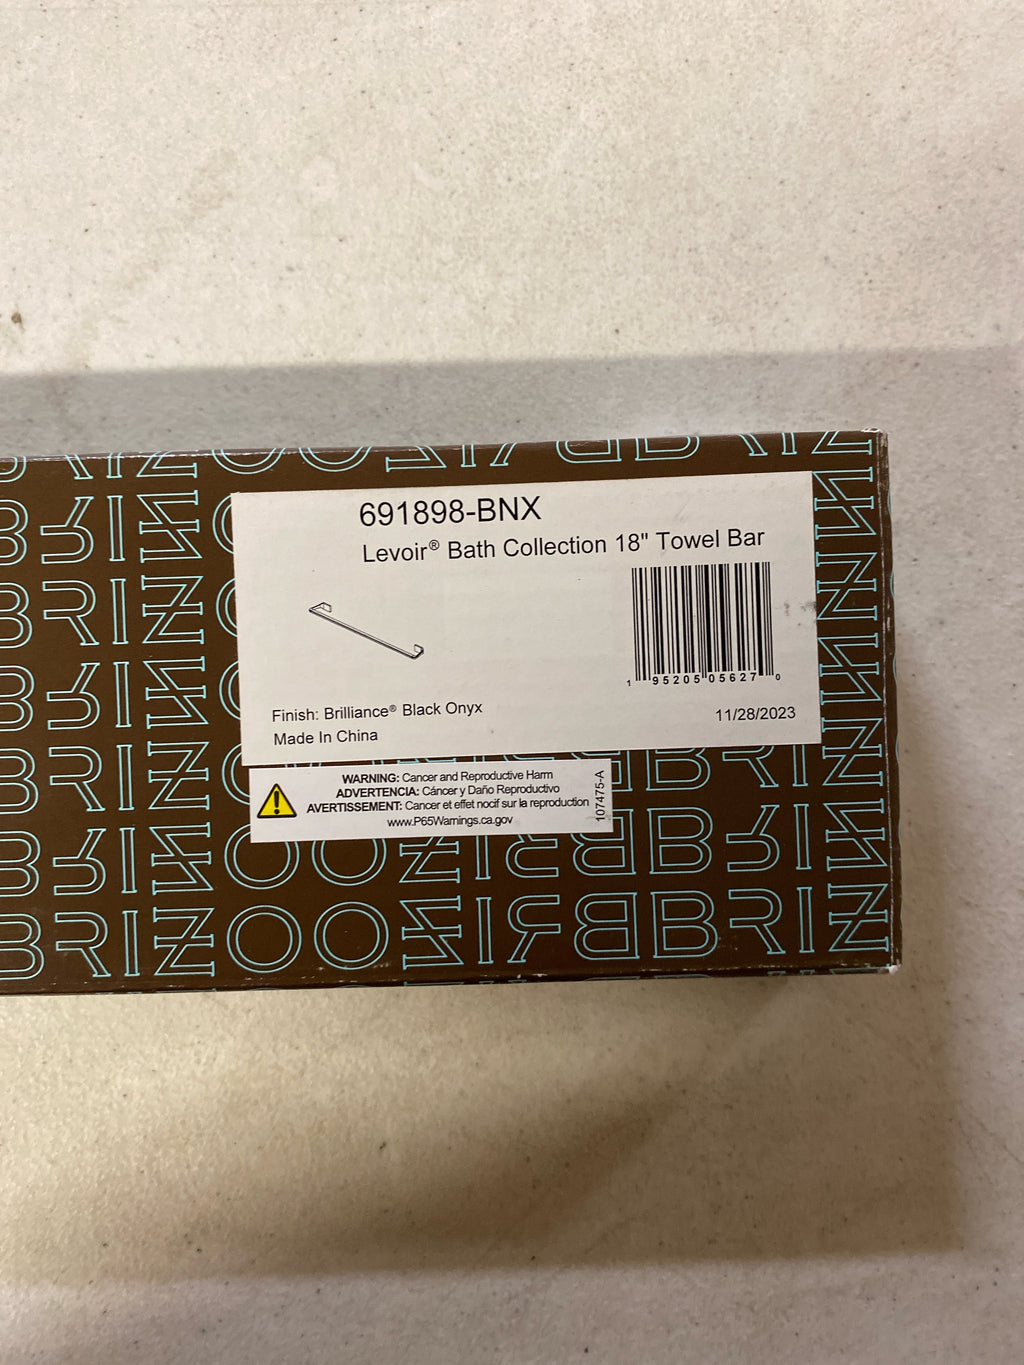 691898-BNX
Levoir® Bath Collection 18" Towel Bar
1 95205 05627 0
Finish: Brilliance® Black Onyx
11/28/2023
Made In China
WARNING: Cancer and Reproductive Harm
ADVERTENCIA: Cáncer y Daño Reproductivo
AVERTISSEMENT: Cancer et effet nocif sur la reproduction
www.P65Warnings.ca.gov
107475-A
BRIZO